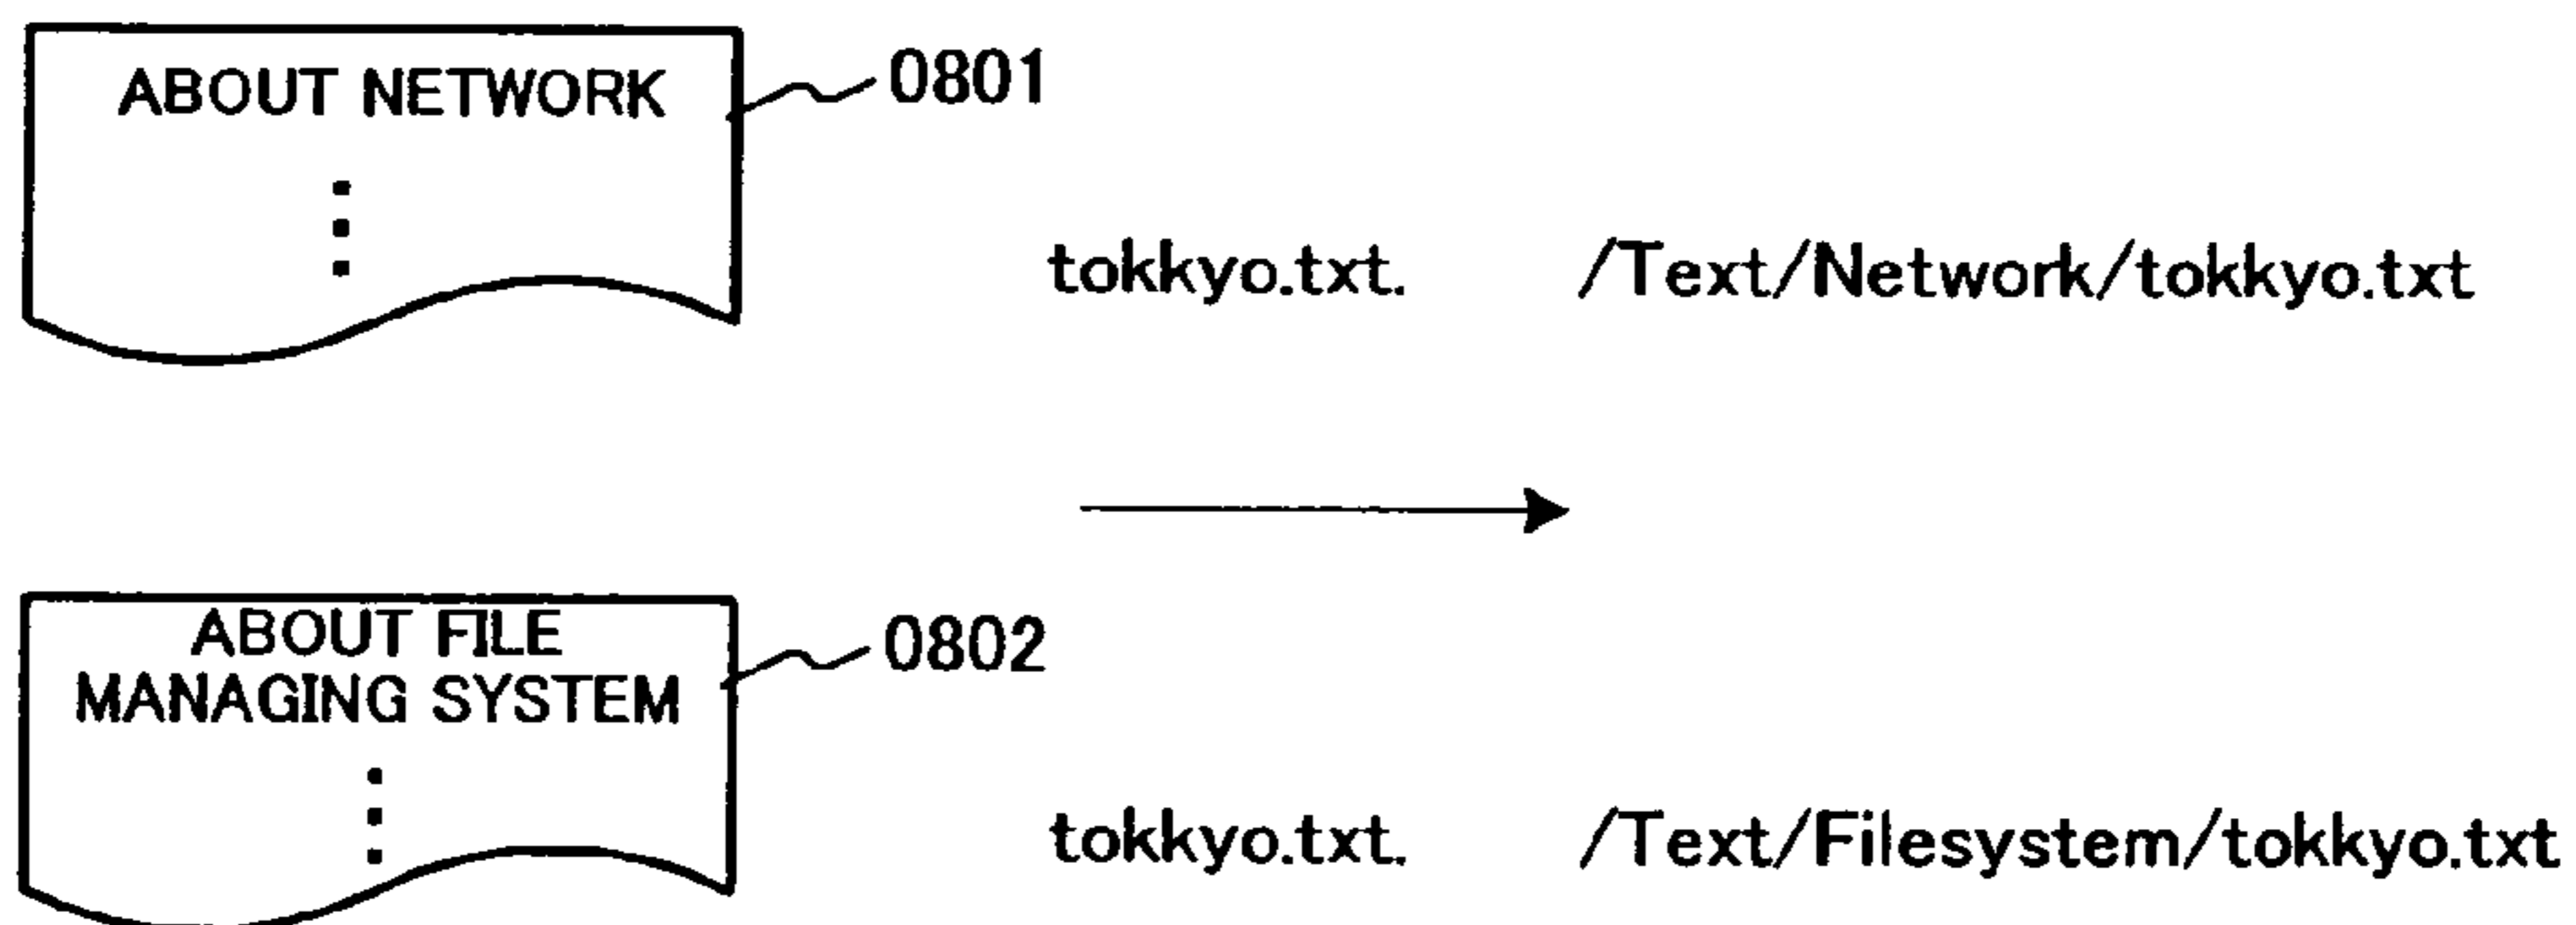 ABOUT NETWORK
0801
tokkyo.txt. /Text/Network/tokkyo.txt
ABOUT FILE
MANAGING SYSTEM
0802
tokkyo.txt. /Text/Filesystem/tokkyo.txt